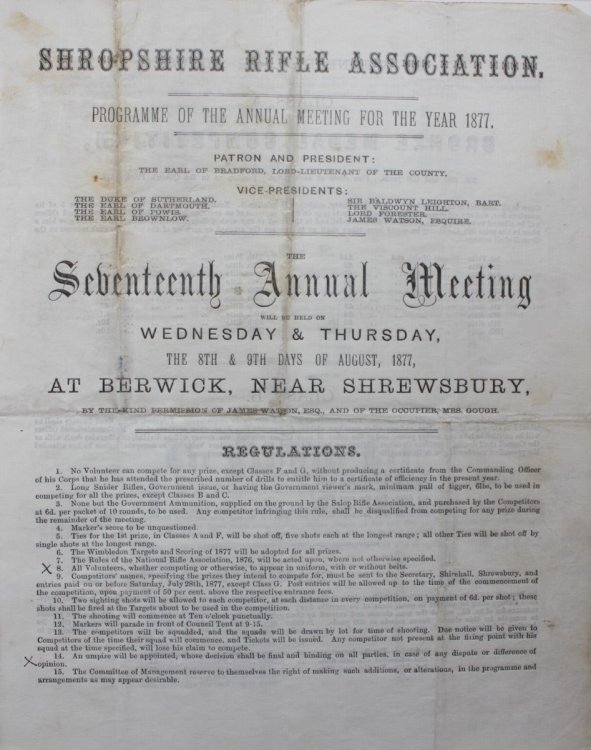 SHROPSHIRE RIFLE ASSOCIATION.
PROGRAMME OF THE ANNUAL MEETING FOR THE YEAR 1877.
PATRON AND PRESIDENT:
THE EARL OF BRADFORD, LORD-LIEUTENANT OF THE COUNTY.
VICE-PRESIDENTS:
THE DUKE OF SUTHERLAND.
THE EARL OF DARTMOUTH.
THE EARL OF POWIS.
THE EARL BROWNLOW.
SIR BALDWYN LEIGHTON, BART.
THE VISCOUNT HILL.
LORD FORESTER.
JAMES WATSON, ESQUIRE.
THE
Seventeenth Annual Meeting
WILL BE HELD ON
WEDNESDAY & THURSDAY,
THE 8TH & 9TH DAYS OF AUGUST, 1877,
AT BERWICK, NEAR SHREWSBURY,
BY THE KIND PERMISSION OF JAMES WATSON, ESQ., AND OF THE OCCUPIER, MRS. GOUGH.
REGULATIONS.
1. No Volunteer can compete for any prize, except Classes F and G, without producing a certificate from the Commanding Officer
of his Corps that he has attended the prescribed number of drills to entitle him to a certificate of efficiency in the present year.
2. Long Snider Rifles, Government issue, or having the Government viewer's mark, minimum pull of trigger, 6lbs, to be used in
competing for all the prizes, except Classes B and C.
3. None but the Government Ammunition, supplied on the ground by the Salop Rifle Association, and purchased by the Competitors
at 6d. per packet of 10 rounds, to be used. Any competitor infringing this rule, shall be disqualified from competing for any prize during
the remainder of the meeting.
4. Marker's score to be unquestioned
5. Ties for the 1st prize, in Classes A and F, will be shot off, five shots each at the longest range; all other Ties will be shot off by
single shots at the longest range.
6. The Wimbledon Targets and Scoring of 1877 will be adopted for all prizes.
7. The Rules of the National Rifle Association, 1876, will be acted upon, where not otherwise specified.
X 8. All Volunteers, whether competing or otherwise, to appear in uniform, with or without belts.
9. Competitors' names, specifying the prizes they intend to compete for, must be sent to the Secretary, Shirehall, Shrewsbury, and
entries paid on or before Saturday, July 28th, 1877, except Class G. Post entries will be allowed up to the time of the commencement of
the competition, upon payment of 50 per cent. above the respective entrance fees.
10. Two sighting shots will be allowed to each competitor, at each distance in every competition, on payment of 6d. per shot; these
shots shall be fired at the Targets about to be used in the competition.
11. The shooting will commence at Ten o'clock punctually.
12. Markers will parade in front of Council Tent at 9-15.
13. The competitors will be squadded, and the squads will be drawn by lot for time of shooting. Due notice will be given to
Competitors of the time their squad will commence, and Tickets will be issued. Any competitor not present at the firing point with his
squad at the time specified, will lose his claim to compete.
X 14. An umpire will be appointed, whose decision shall be final and binding on all parties, in case of any dispute or difference of
opinion.
15. The Committee of Management reserve to themselves the right of making such additions, or alterations, in the programme and
arrangements as may appear desirable.